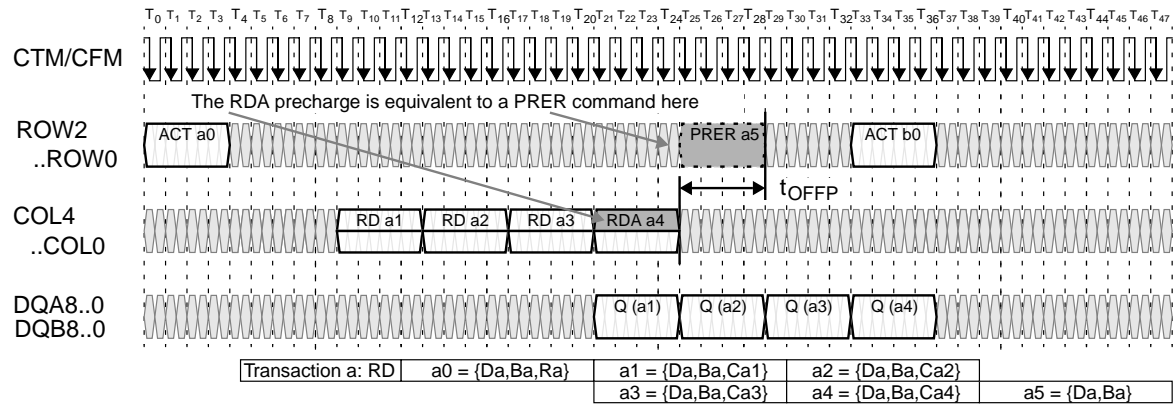 T0 T1 T2 T3 T4 T5 T6 T7 T8 T9 T10 T11 T12 T13 T14 T15 T16 T17 T18 T19 T20 T21 T22 T23 T24 T25 T26 T27 T28 T29 T30 T31 T32 T33 T34 T35 T36 T37 T38 T39 T40 T41 T42 T43 T44 T45 T46 T47
CTM/CFM
The RDA precharge is equivalent to a PRER command here
ROW2 ACT a0 PRER a5 ACT b0
..ROW0
tOFFP
COL4 RD a1 RD a2 RD a3 RDA a4
..COL0
DQA8..0 Q (a1) Q (a2) Q (a3) Q (a4)
DQB8..0
Transaction a: RD a0 = {Da,Ba,Ra} a1 = {Da,Ba,Ca1} a2 = {Da,Ba,Ca2}
a3 = {Da,Ba,Ca3} a4 = {Da,Ba,Ca4} a5 = {Da,Ba}